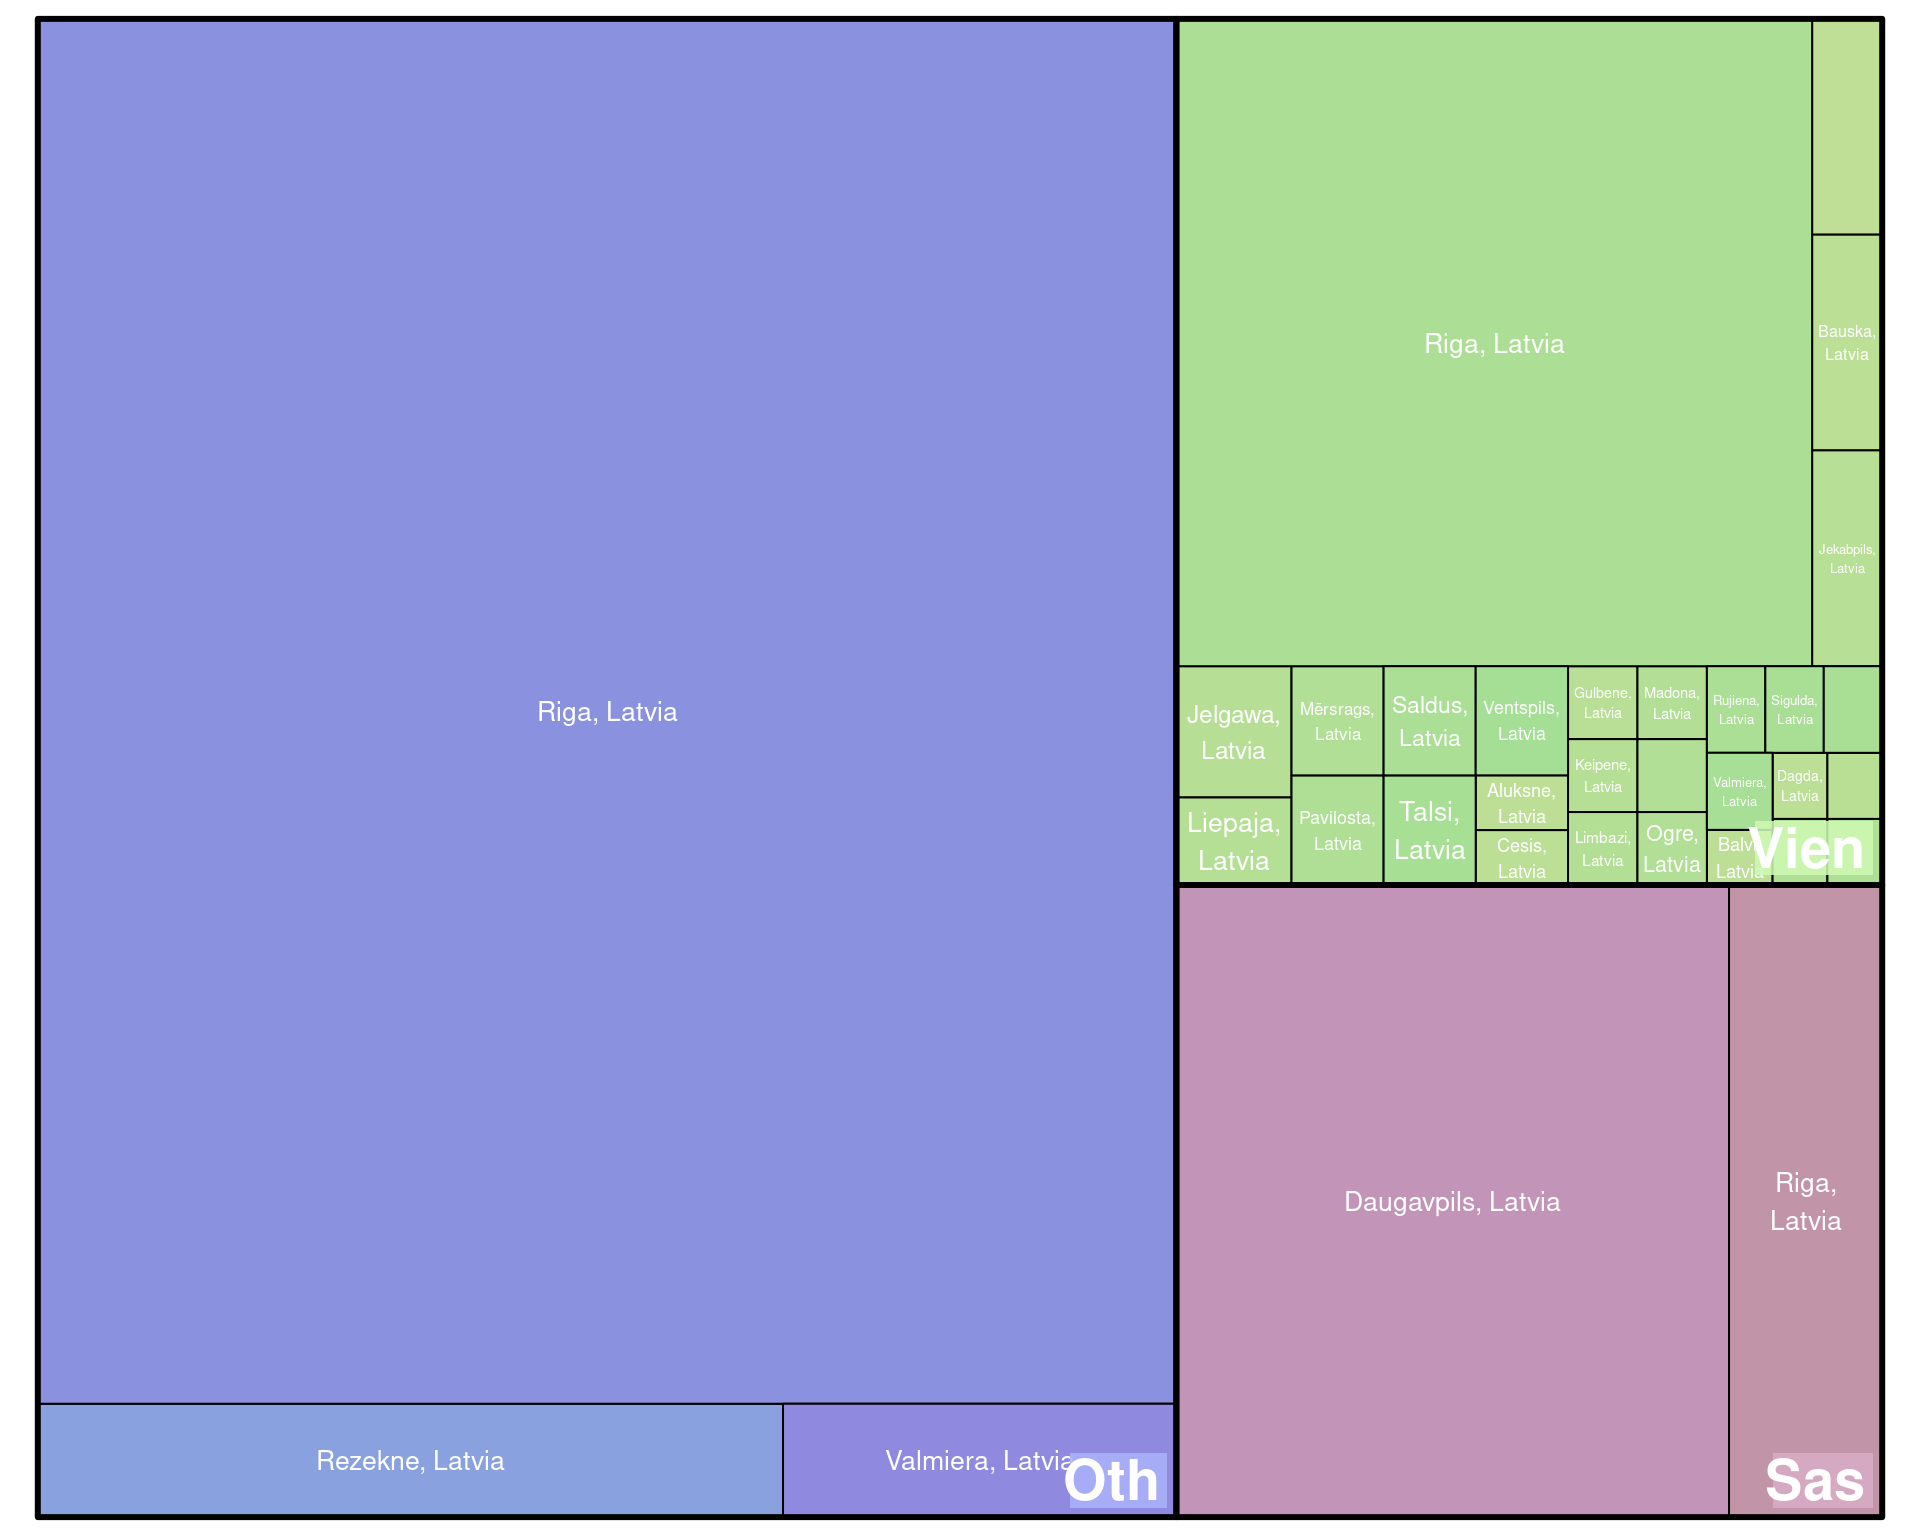 Riga, Latvia
Rezekne, Latvia
Valmiera, Latvia
Oth
Riga, Latvia
Bauska,
Latvia
Jekabpils,
Latvia
Jelgawa,
Latvia
Liepaja,
Latvia
Mērsrags,
Latvia
Pavilosta,
Latvia
Saldus,
Latvia
Talsi,
Latvia
Ventspils,
Latvia
Aluksne,
Latvia
Cesis,
Latvia
Gulbene,
Latvia
Keipene,
Latvia
Limbazi,
Latvia
Madona,
Latvia
Ogre,
Latvia
Rujiena,
Latvia
Sigulda,
Latvia
Valmiera,
Latvia
Dagda,
Latvia
Latvia
Vien
Daugavpils, Latvia
Riga,
Latvia
Sas